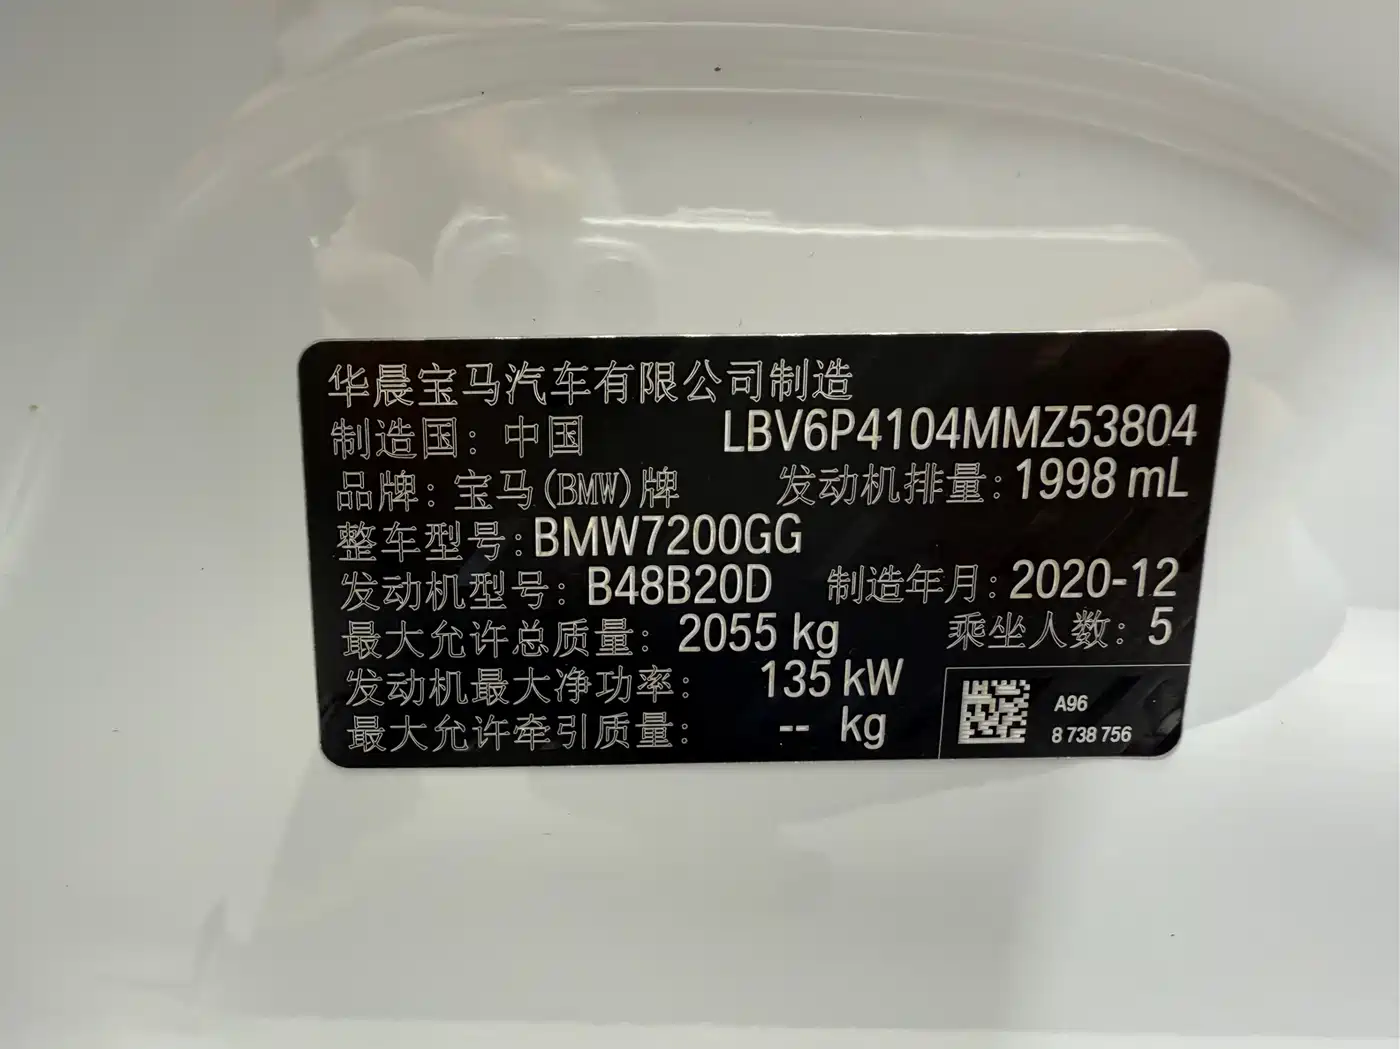 华晨宝马汽车有限公司制造
制造国：中国 LBV6P4104MMZ53804
品牌：宝马(BMW)牌 发动机排量：1998 mL
整车型号：BMW7200GG
发动机型号：B48B20D 制造年月：2020-12
最大允许总质量：2055 kg 乘坐人数：5
发动机最大净功率：135 kW
最大允许牵引质量：-- kg
A96
8 738 756